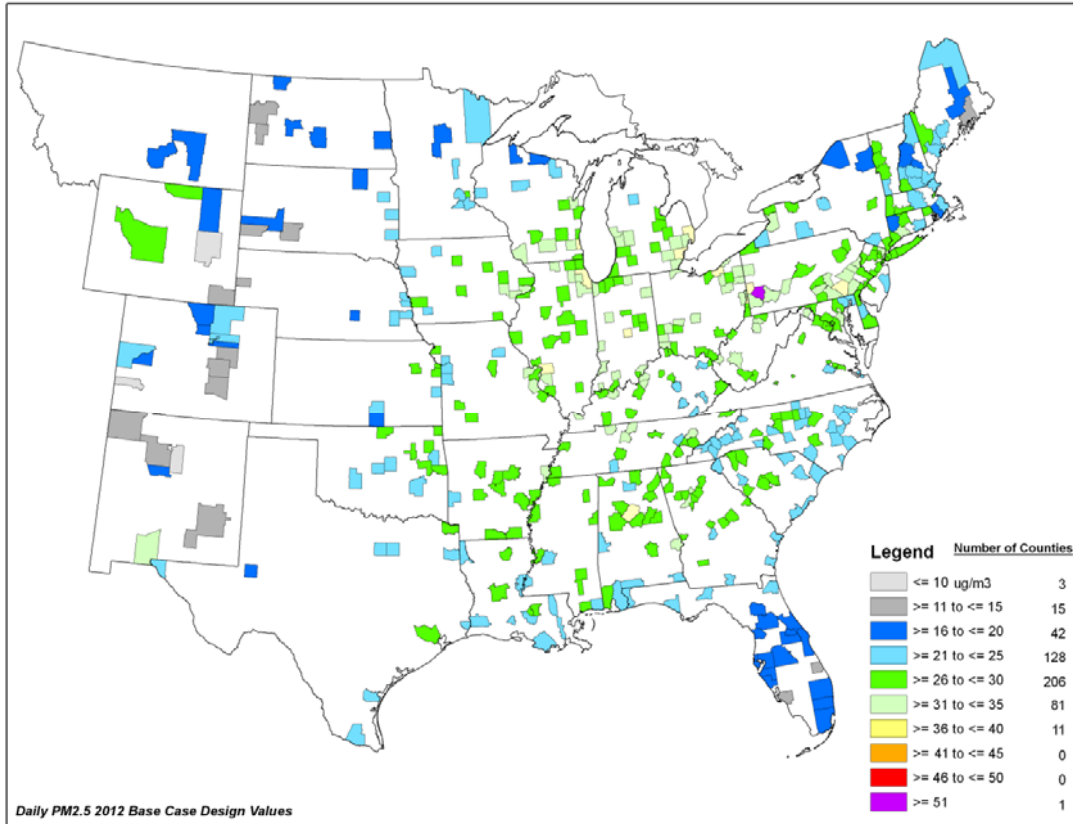 Legend Number of Counties
<= 10 ug/m3 3
>= 11 to <= 15 15
>= 16 to <= 20 42
>= 21 to <= 25 128
>= 26 to <= 30 206
>= 31 to <= 35 81
>= 36 to <= 40 11
>= 41 to <= 45 0
>= 46 to <= 50 0
>= 51 1
Daily PM2.5 2012 Base Case Design Values